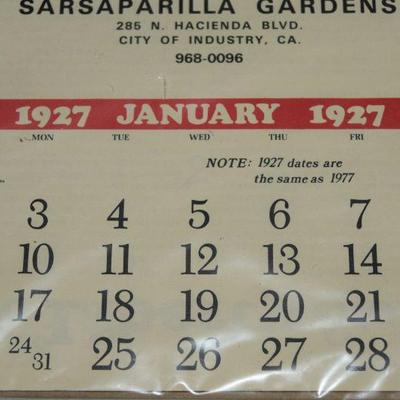 SARSAPARILLA GARDENS
285 N. HACIENDA BLVD.
CITY OF INDUSTRY, CA.
968-0096
1927 JANUARY 1927
MON TUE WED THU FRI
NOTE: 1927 dates are
the same as 1977
3 4 5 6 7
10 11 12 13 14
17 18 19 20 21
24 31 25 26 27 28